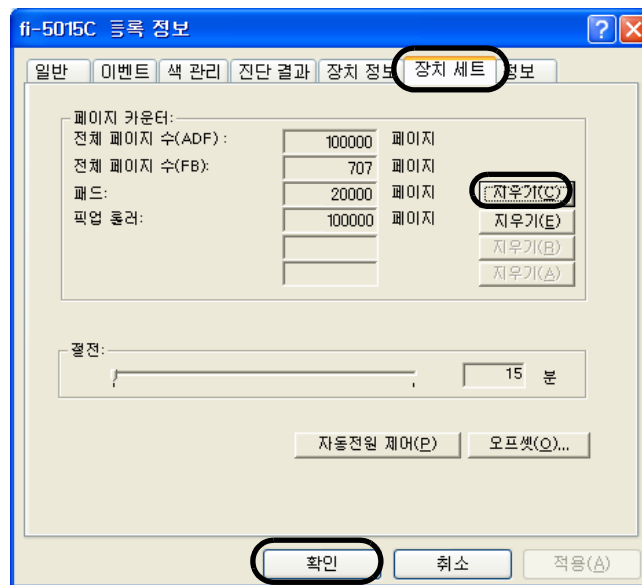 fi-5015C 등록 정보
일반 이벤트 색 관리 진단 결과 장치 정보 장치 세트 정보
페이지 카운터:
전체 페이지 수(ADF) : 100000 페이지
전체 페이지 수(FB): 707 페이지
패드: 20000 페이지 지우기(C)
픽업 롤러: 100000 페이지 지우기(E)
지우기(B)
지우기(A)
절전:
15 분
자동전원 제어(P) 오프셋(O)...
확인 취소 적용(A)